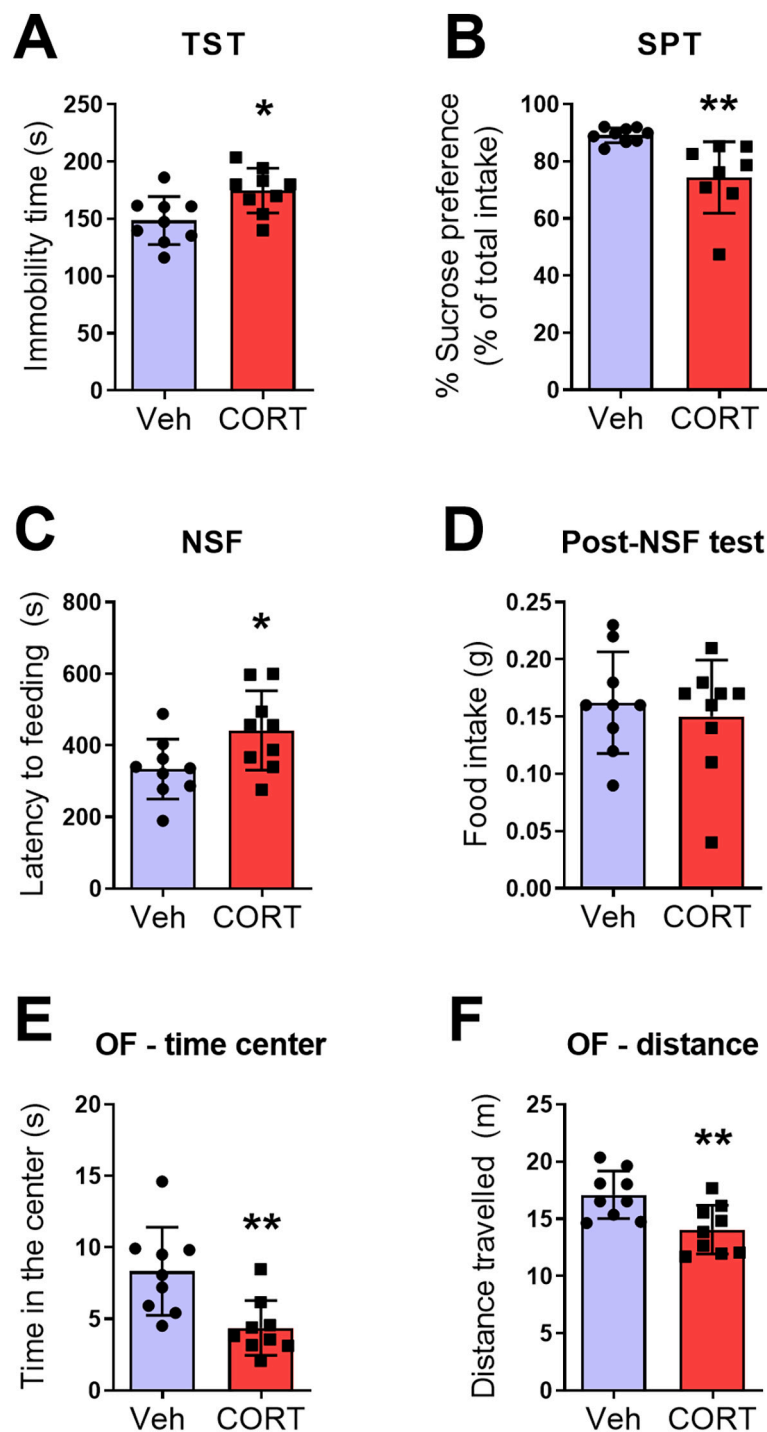 A
TST
Immobility time (s)
250
200
150
100
50
0
*
Veh
CORT
B
SPT
% Sucrose preference
(% of total intake)
100
80
60
40
20
0
**
Veh
CORT
C
NSF
Latency to feeding (s)
800
600
400
200
0
*
Veh
CORT
D
Post-NSF test
Food intake (g)
0.25
0.20
0.15
0.10
0.05
0.00
Veh
CORT
E
OF - time center
Time in the center (s)
20
15
10
5
0
**
Veh
CORT
F
OF - distance
Distance travelled (m)
25
20
15
10
5
0
**
Veh
CORT